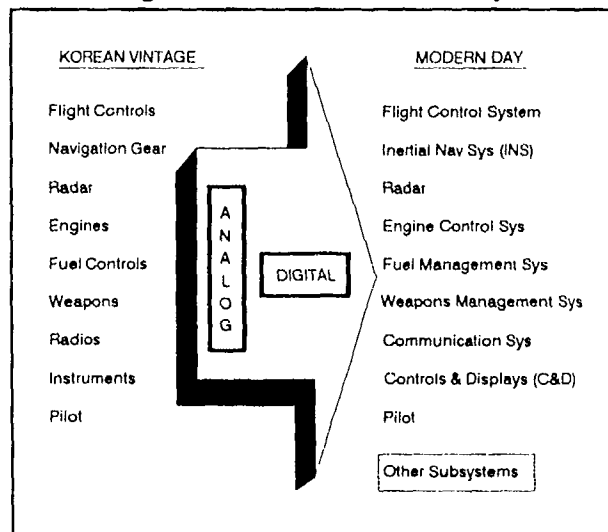 KOREAN VINTAGE
Flight Controls
Navigation Gear
Radar
Engines
Fuel Controls
Weapons
Radios
Instruments
Pilot
ANALOG
DIGITAL
MODERN DAY
Flight Control System
Inertial Nav Sys (INS)
Radar
Engine Control Sys
Fuel Management Sys
Weapons Management Sys
Communication Sys
Controls & Displays (C&D)
Pilot
Other Subsystems